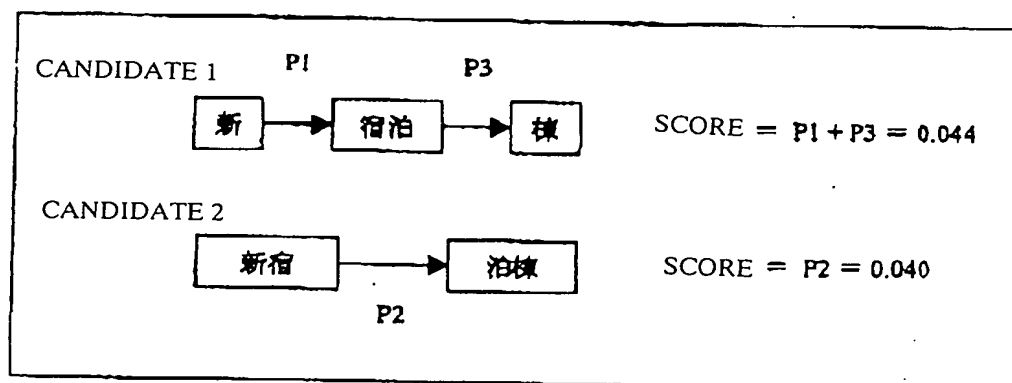 CANDIDATE 1
P1 P3
新 宿泊 棟 SCORE = P1 + P3 = 0.044
CANDIDATE 2
新宿 泊棟 SCORE = P2 = 0.040
P2